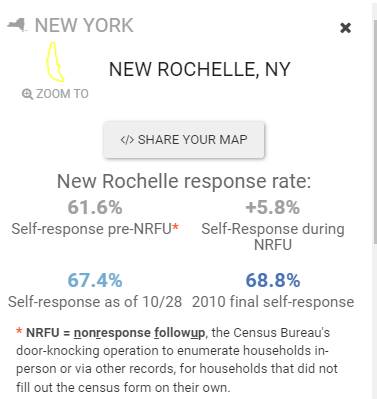 NEW YORK
NEW ROCHELLE, NY
ZOOM TO
</> SHARE YOUR MAP
New Rochelle response rate:
61.6% +5.8%
Self-response pre-NRFU* Self-Response during
NRFU
67.4% 68.8%
Self-response as of 10/28 2010 final self-response
* NRFU = nonresponse followup, the Census Bureau's
door-knocking operation to enumerate households in-
person or via other records, for households that did not
fill out the census form on their own.